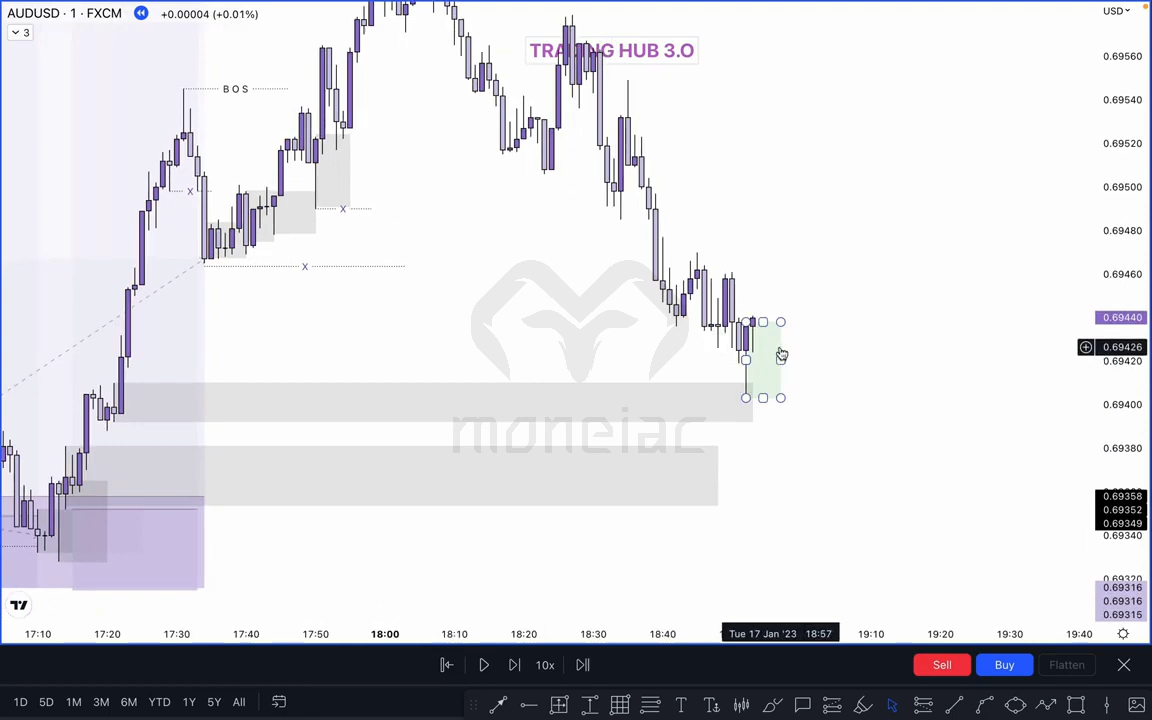 AUDUSD · 1 · FXCM +0.00004 (+0.01%)
3
USD
TRADING HUB 3.O
BOS
X
X
X
moneiac
0.69560
0.69540
0.69520
0.69500
0.69480
0.69460
0.69440
0.69426
0.69420
0.69400
0.69380
0.69358
0.69352
0.69349
0.69340
0.69320
0.69316
0.69316
0.69315
17:10 17:20 17:30 17:40 17:50 18:00 18:10 18:20 18:30 18:40 Tue 17 Jan '23 18:57 19:10 19:20 19:30 19:40
10x Sell Buy Flatten
1D 5D 1M 3M 6M YTD 1Y 5Y All